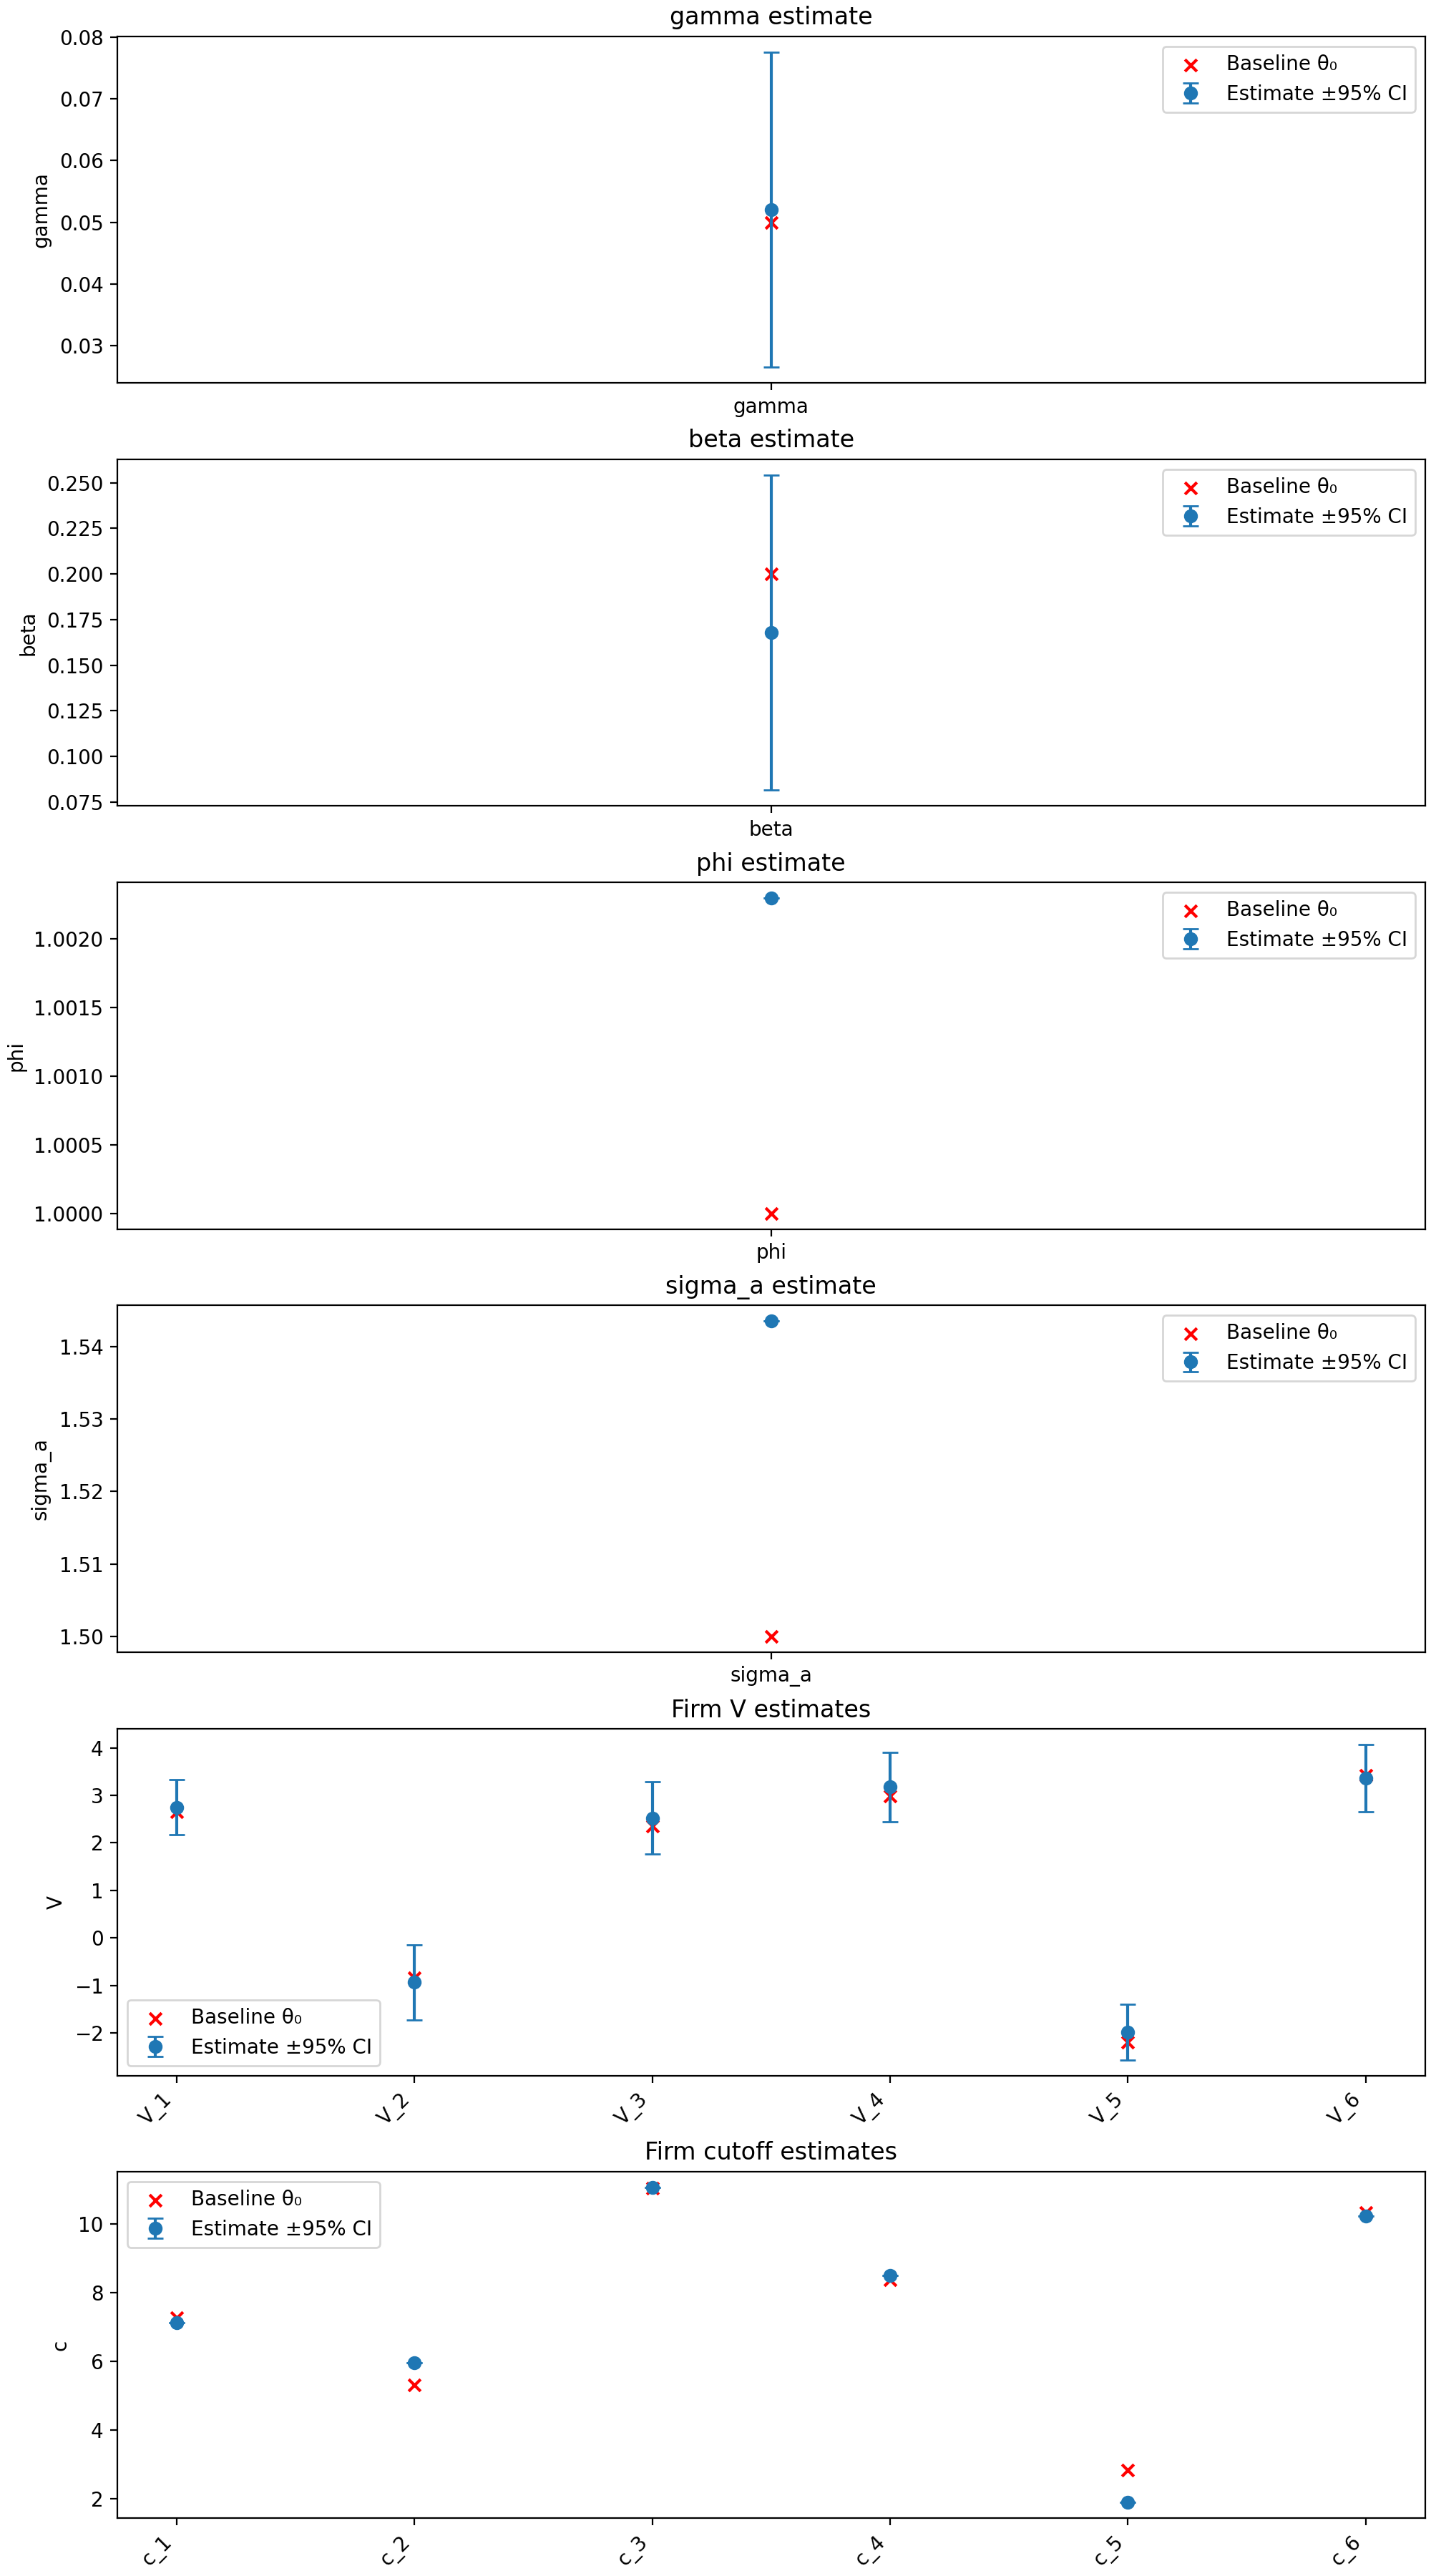 gamma estimate
0.08
0.07
0.06
0.05
0.04
0.03
gamma
Baseline θ₀
Estimate ±95% CI
gamma
beta estimate
0.250
0.225
0.200
0.175
0.150
0.125
0.100
0.075
beta
Baseline θ₀
Estimate ±95% CI
beta
phi estimate
1.0020
1.0015
1.0010
1.0005
1.0000
phi
Baseline θ₀
Estimate ±95% CI
phi
sigma_a estimate
1.54
1.53
1.52
1.51
1.50
sigma_a
Baseline θ₀
Estimate ±95% CI
sigma_a
Firm V estimates
4
3
2
1
0
−1
−2
V
Baseline θ₀
Estimate ±95% CI
V_1
V_2
V_3
V_4
V_5
V_6
Firm cutoff estimates
10
8
6
4
2
c
Baseline θ₀
Estimate ±95% CI
c_1
c_2
c_3
c_4
c_5
c_6